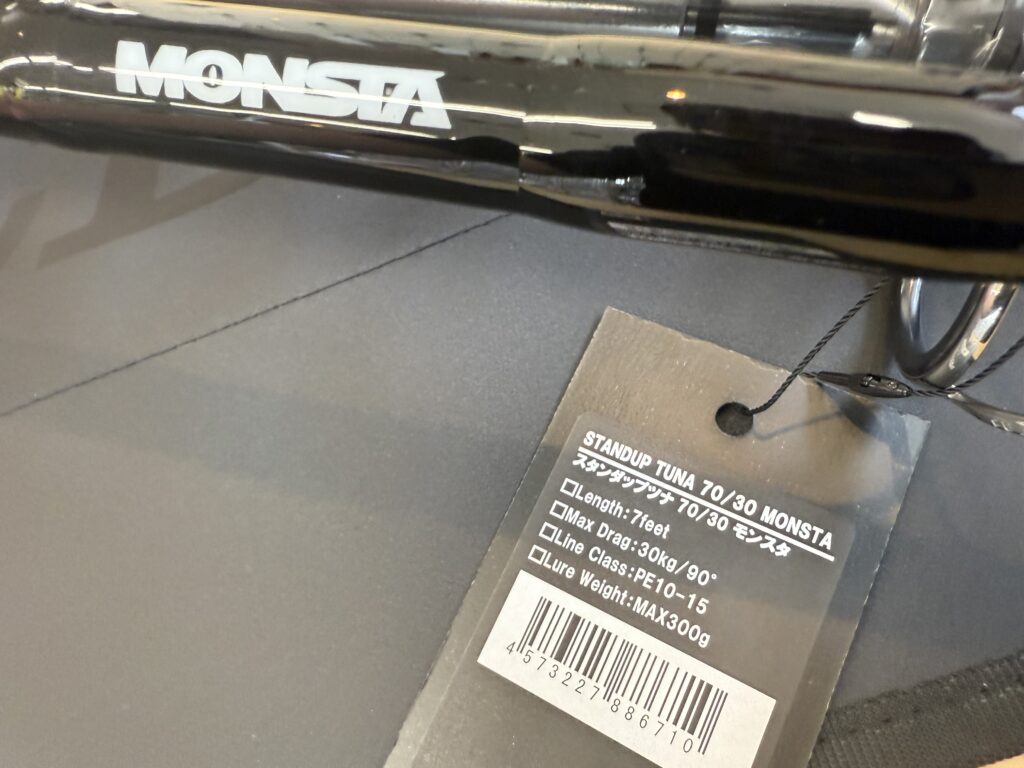 MONSTA
STANDUP TUNA 70/30 MONSTA
スタンダップツナ 70/30 モンスタ
□Length:7feet
□Max Drag:30kg/90°
□Line Class:PE10-15
□Lure Weight:MAX300g
4573227886710